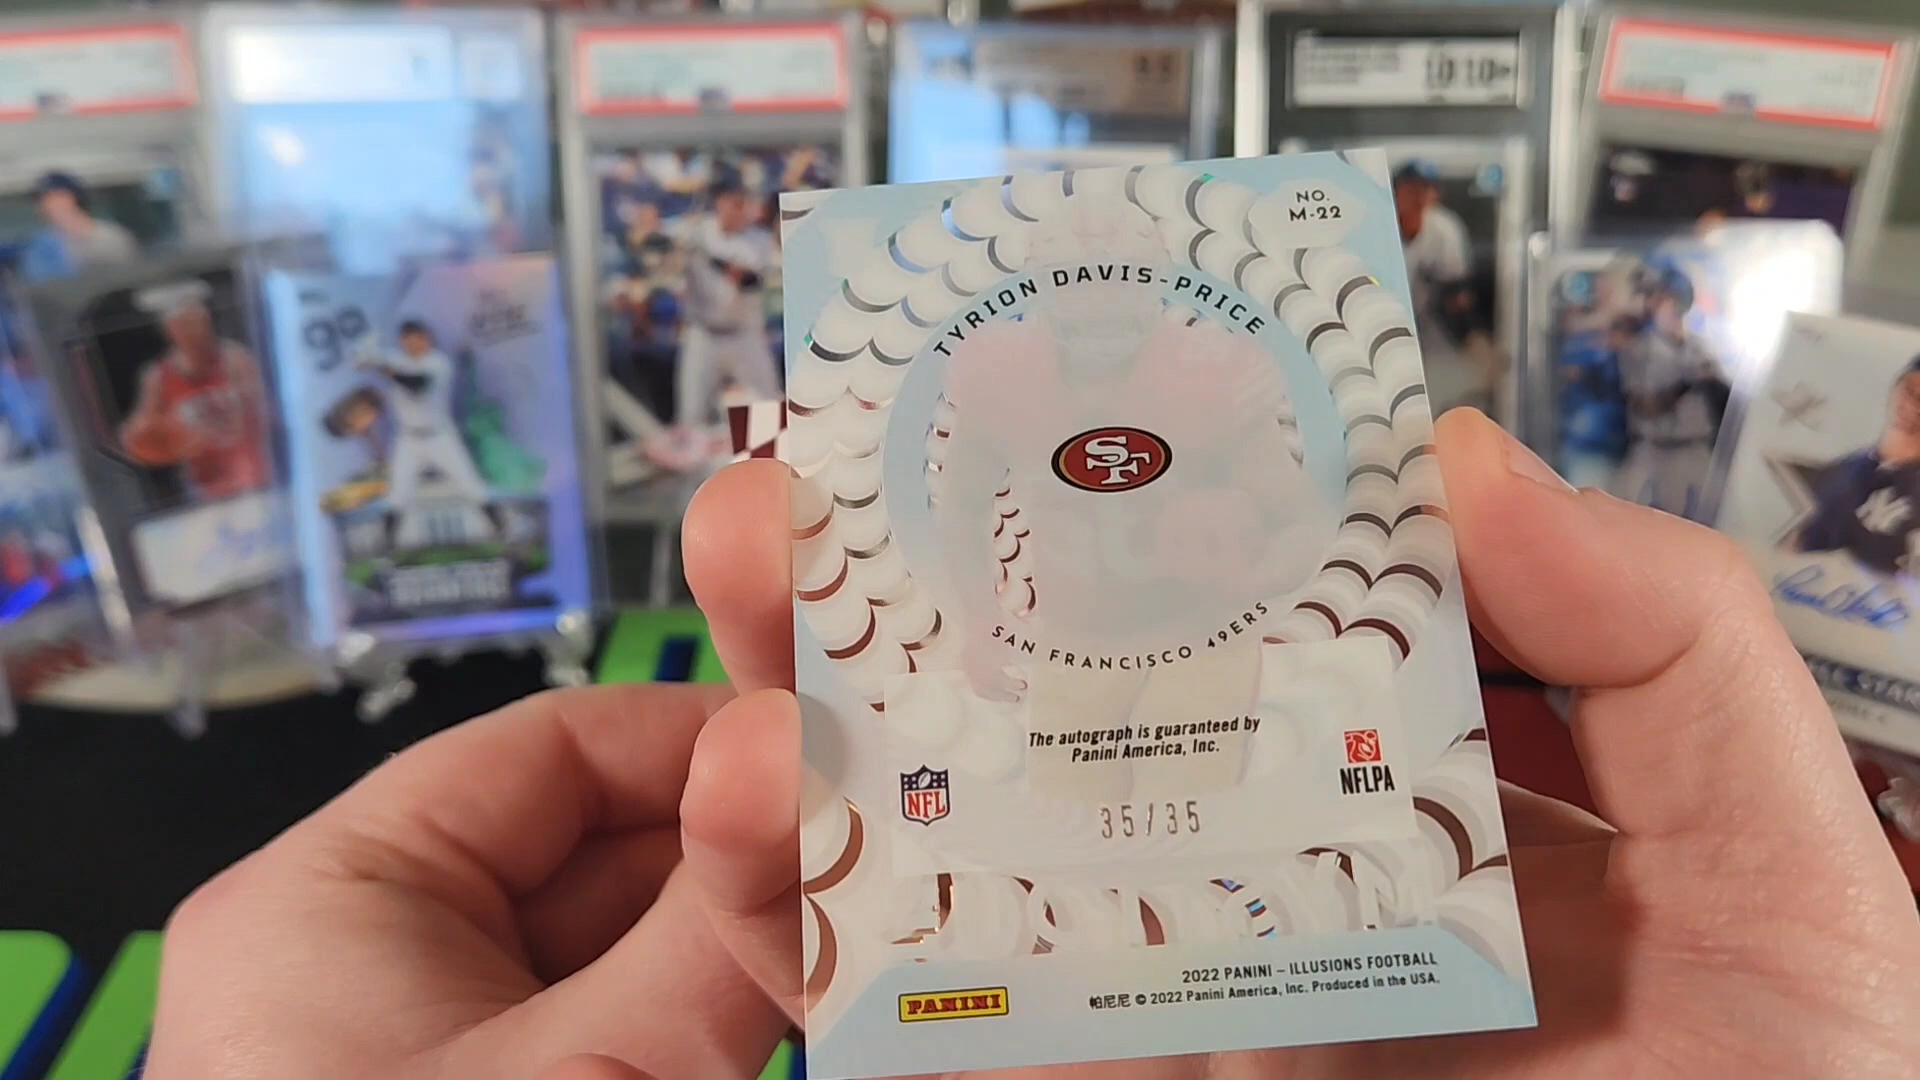 NO.
M-22
TYRION DAVIS-PRICE
SF
SAN FRANCISCO 49ERS
The autograph is guaranteed by
Panini America, Inc.
NFL
NFLPA
35/35
2022 PANINI – ILLUSIONS FOOTBALL
帕尼尼 © 2022 Panini America, Inc. Produced in the USA.
PANINI